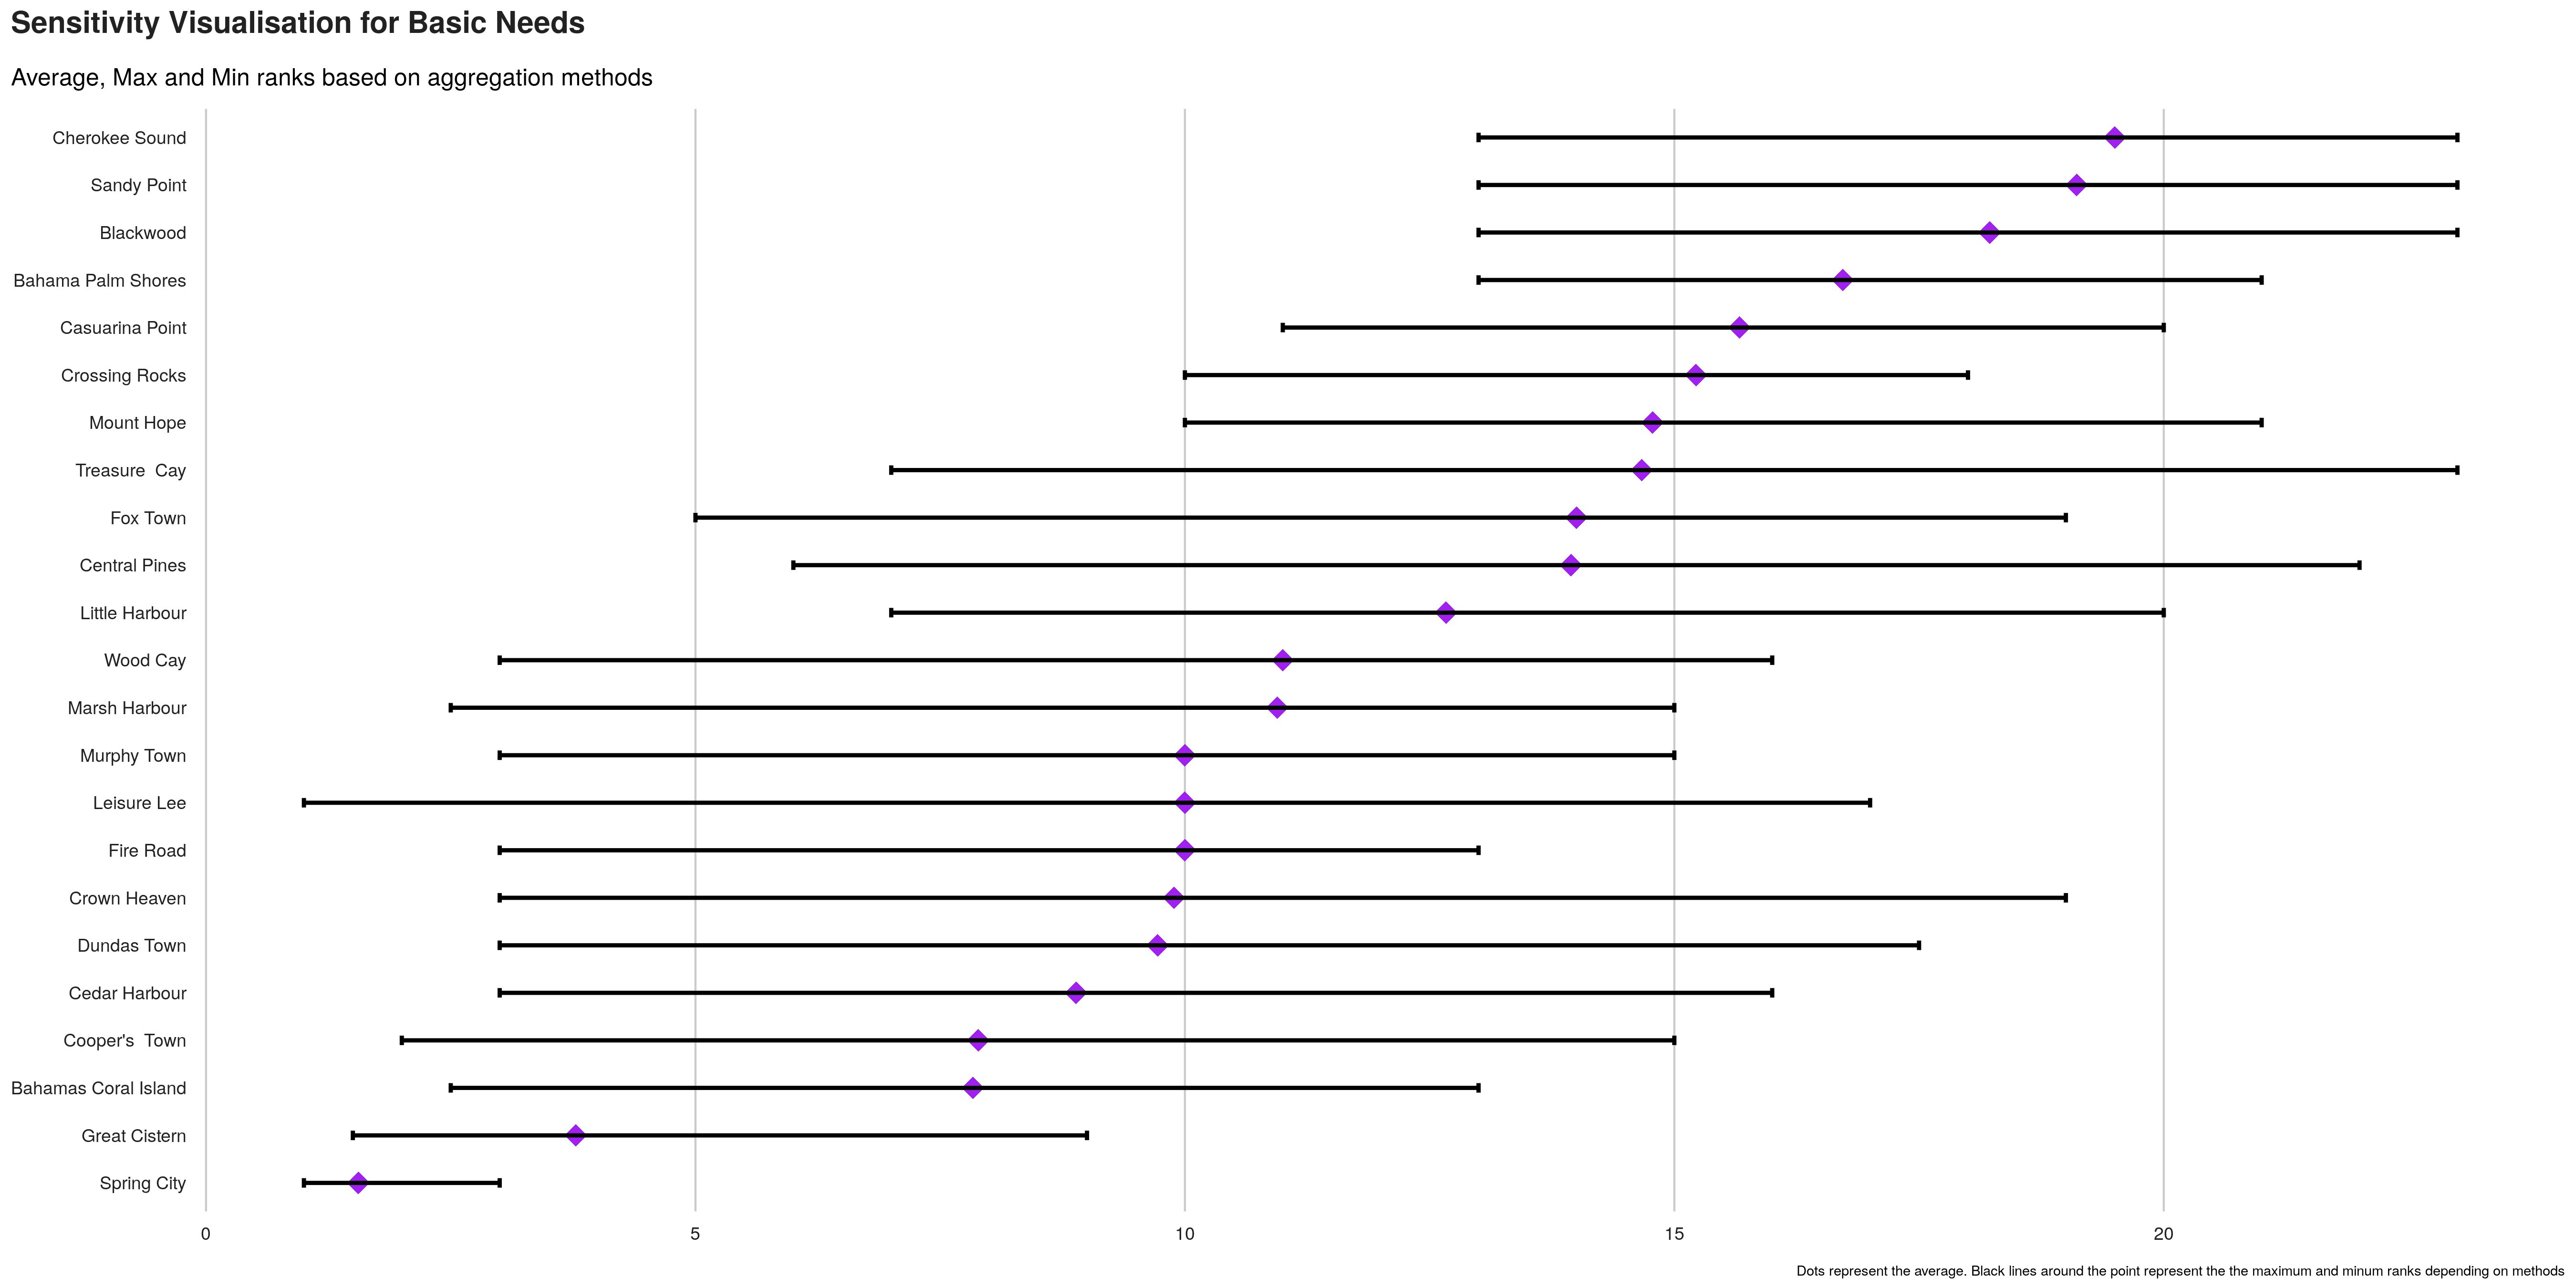 Sensitivity Visualisation for Basic Needs
Average, Max and Min ranks based on aggregation methods
Cherokee Sound
Sandy Point
Blackwood
Bahama Palm Shores
Casuarina Point
Crossing Rocks
Mount Hope
Treasure  Cay
Fox Town
Central Pines
Little Harbour
Wood Cay
Marsh Harbour
Murphy Town
Leisure Lee
Fire Road
Crown Heaven
Dundas Town
Cedar Harbour
Cooper's  Town
Bahamas Coral Island
Great Cistern
Spring City
0 5 10 15 20
Dots represent the average. Black lines around the point represent the the maximum and minum ranks depending on methods